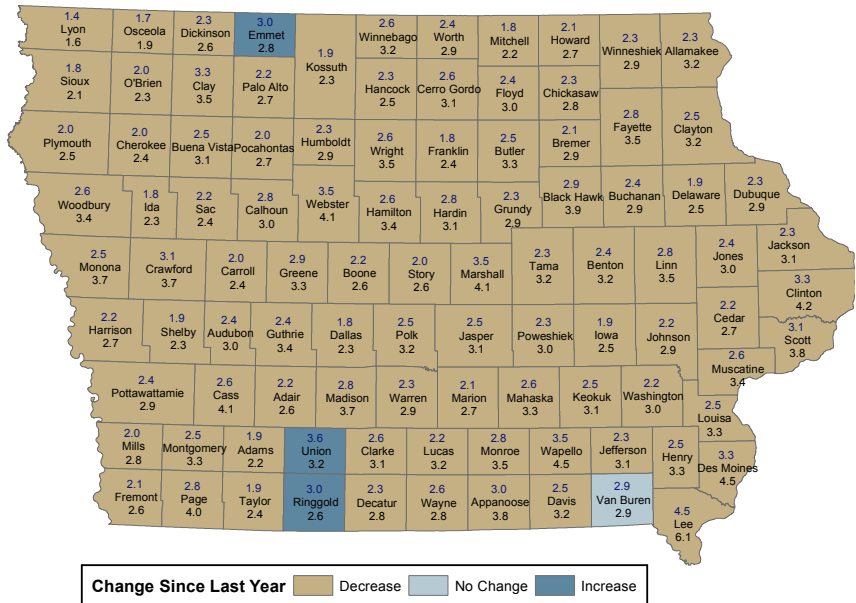 1.4
Lyon
1.6
1.7
Osceola
1.9
2.3
Dickinson
2.6
3.0
Emmet
2.8
1.9
Kossuth
2.3
2.6
Winnebago
3.2
2.4
Worth
2.9
1.8
Mitchell
2.2
2.1
Howard
2.7
2.3
Winneshiek
2.9
2.3
Allamakee
3.2
1.8
Sioux
2.1
2.0
O'Brien
2.3
3.3
Clay
3.5
2.2
Palo Alto
2.7
2.3
Hancock
2.5
2.6
Cerro Gordo
3.1
2.4
Floyd
3.0
2.3
Chickasaw
2.8
2.8
Fayette
3.5
2.5
Clayton
3.2
2.0
Plymouth
2.5
2.0
Cherokee
2.4
2.5
Buena Vista
3.1
2.0
Pocahontas
2.7
2.3
Humboldt
2.9
2.6
Wright
3.5
1.8
Franklin
2.4
2.5
Butler
3.3
2.1
Bremer
2.9
2.6
Woodbury
3.4
1.8
Ida
2.3
2.2
Sac
2.4
2.8
Calhoun
3.0
3.5
Webster
4.1
2.6
Hamilton
3.4
2.8
Hardin
3.1
2.3
Grundy
2.9
2.9
Black Hawk
3.9
2.4
Buchanan
2.9
1.9
Delaware
2.5
2.3
Dubuque
2.9
2.5
Monona
3.7
3.1
Crawford
3.7
2.0
Carroll
2.4
2.9
Greene
3.3
2.2
Boone
2.6
2.0
Story
2.6
3.5
Marshall
4.1
2.3
Tama
3.2
2.4
Benton
3.2
2.8
Linn
3.5
2.4
Jones
3.0
2.3
Jackson
3.1
3.3
Clinton
4.2
2.2
Harrison
2.7
1.9
Shelby
2.3
2.4
Audubon
3.0
2.4
Guthrie
3.4
1.8
Dallas
2.3
2.5
Polk
3.2
2.5
Jasper
3.1
2.3
Poweshiek
3.0
1.9
Iowa
2.5
2.2
Johnson
2.9
2.2
Cedar
2.7
3.1
Scott
3.8
2.6
Muscatine
3.4
2.4
Pottawattamie
2.9
2.6
Cass
4.1
2.2
Adair
2.6
2.8
Madison
3.7
2.3
Warren
2.9
2.1
Marion
2.7
2.6
Mahaska
3.3
2.5
Keokuk
3.1
2.2
Washington
3.0
2.5
Louisa
3.3
2.0
Mills
2.8
2.5
Montgomery
3.3
1.9
Adams
2.2
3.6
Union
3.2
2.6
Clarke
3.1
2.2
Lucas
3.2
2.8
Monroe
3.5
3.5
Wapello
4.5
2.3
Jefferson
3.1
2.5
Henry
3.3
3.3
Des Moines
4.5
2.1
Fremont
2.6
2.8
Page
4.0
1.9
Taylor
2.4
3.0
Ringgold
2.6
2.3
Decatur
2.8
2.6
Wayne
2.8
3.0
Appanoose
3.8
2.5
Davis
3.2
2.9
Van Buren
2.9
4.5
Lee
6.1
Change Since Last Year Decrease No Change Increase